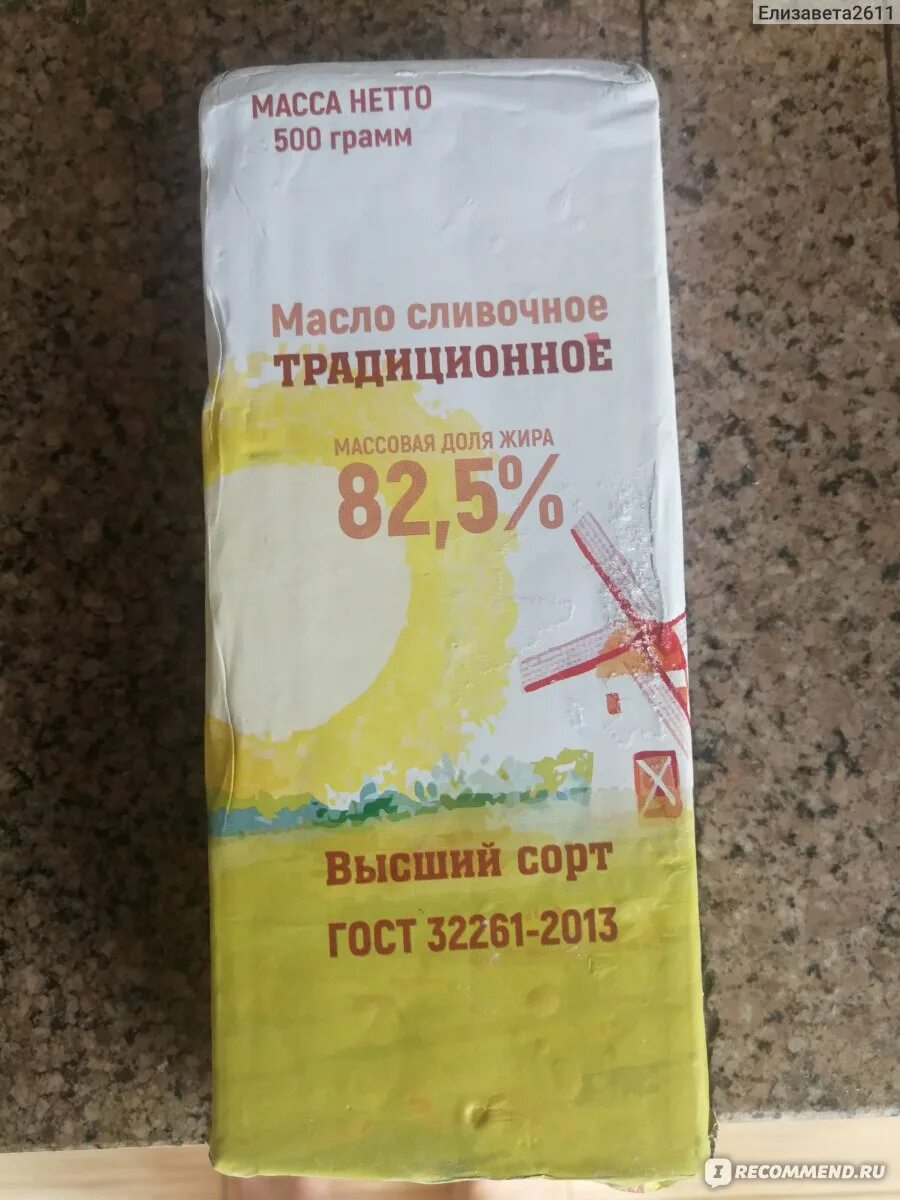 Елизавета2611
МАССА НЕТТО
500 грамм
Масло сливочное
ТРАДИЦИОННОЕ
МАССОВАЯ ДОЛЯ ЖИРА
82,5%
Высший сорт
ГОСТ 32261-2013
IRECOMMEND.RU